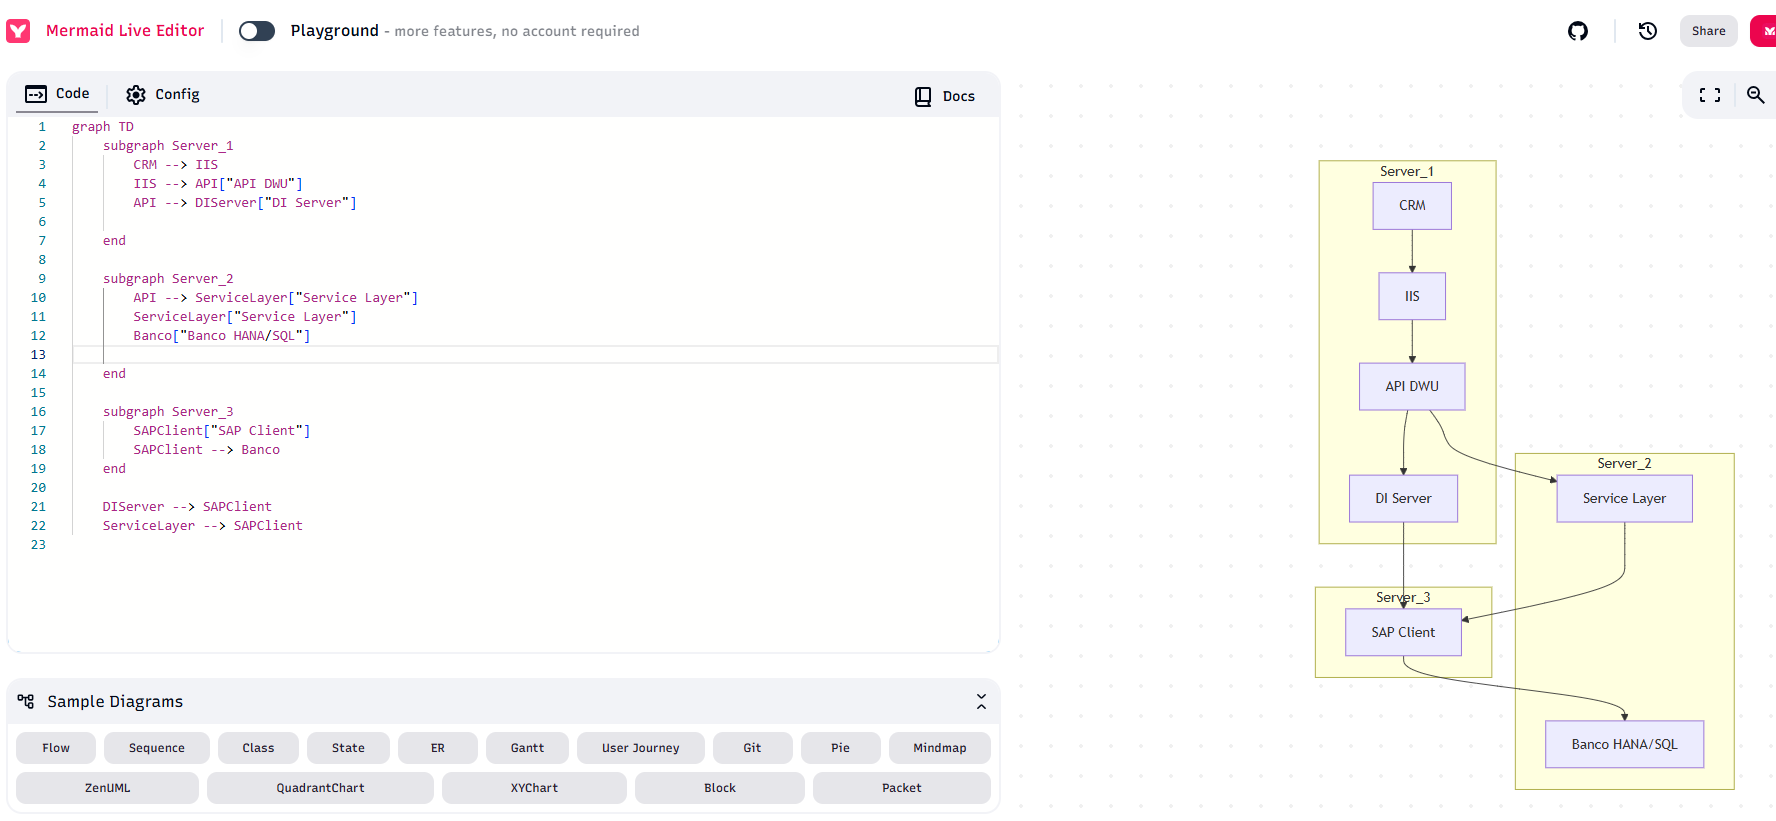 Mermaid Live Editor
Playground - more features, no account required
Share
Code
Config
Docs
1 graph TD
2 subgraph Server_1
3 CRM --> IIS
4 IIS --> API["API DWU"]
5 API --> DIServer["DI Server"]
6
7 end
8
9 subgraph Server_2
10 API --> ServiceLayer["Service Layer"]
11 ServiceLayer["Service Layer"]
12 Banco["Banco HANA/SQL"]
13
14 end
15
16 subgraph Server_3
17 SAPClient["SAP Client"]
18 SAPClient --> Banco
19 end
20
21 DIServer --> SAPClient
22 ServiceLayer --> SAPClient
23
Sample Diagrams
Flow Sequence Class State ER Gantt User Journey Git Pie Mindmap
ZenUML QuadrantChart XYChart Block Packet
Server_1
CRM
IIS
API DWU
DI Server
Server_2
Service Layer
Server_3
SAP Client
Banco HANA/SQL